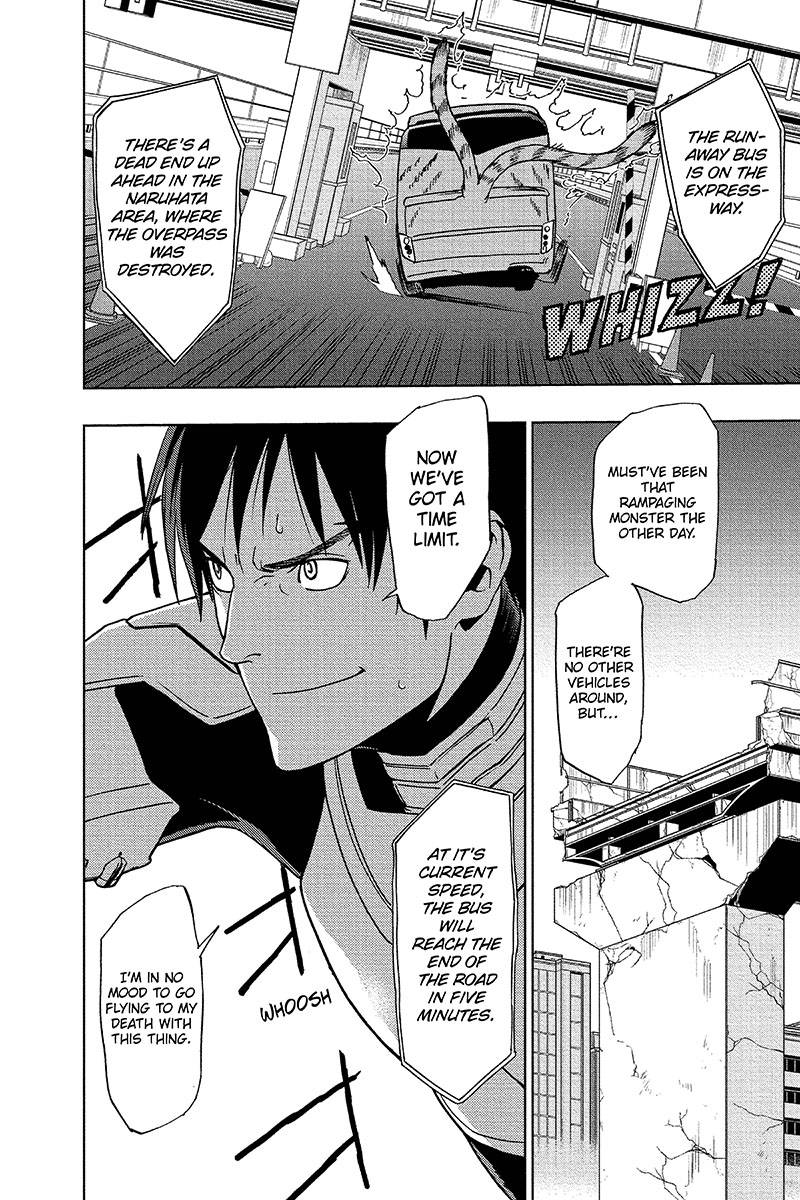 THE RUN-
AWAY BUS
IS ON THE
EXPRESS-
WAY.
THERE'S A
DEAD END UP
AHEAD IN THE
NARUHATA
AREA, WHERE
THE OVERPASS
WAS
DESTROYED.
WHIZZ!
MUST'VE BEEN
THAT
RAMPAGING
MONSTER THE
OTHER DAY.
THERE'RE
NO OTHER
VEHICLES
AROUND,
BUT...
NOW
WE'VE
GOT A
TIME
LIMIT.
AT IT'S
CURRENT
SPEED,
THE BUS
WILL
REACH THE
END OF
THE ROAD
IN FIVE
MINUTES.
I'M IN NO
MOOD TO GO
FLYING TO MY
DEATH WITH
THIS THING.
WHOOSH
オ
オ
オ